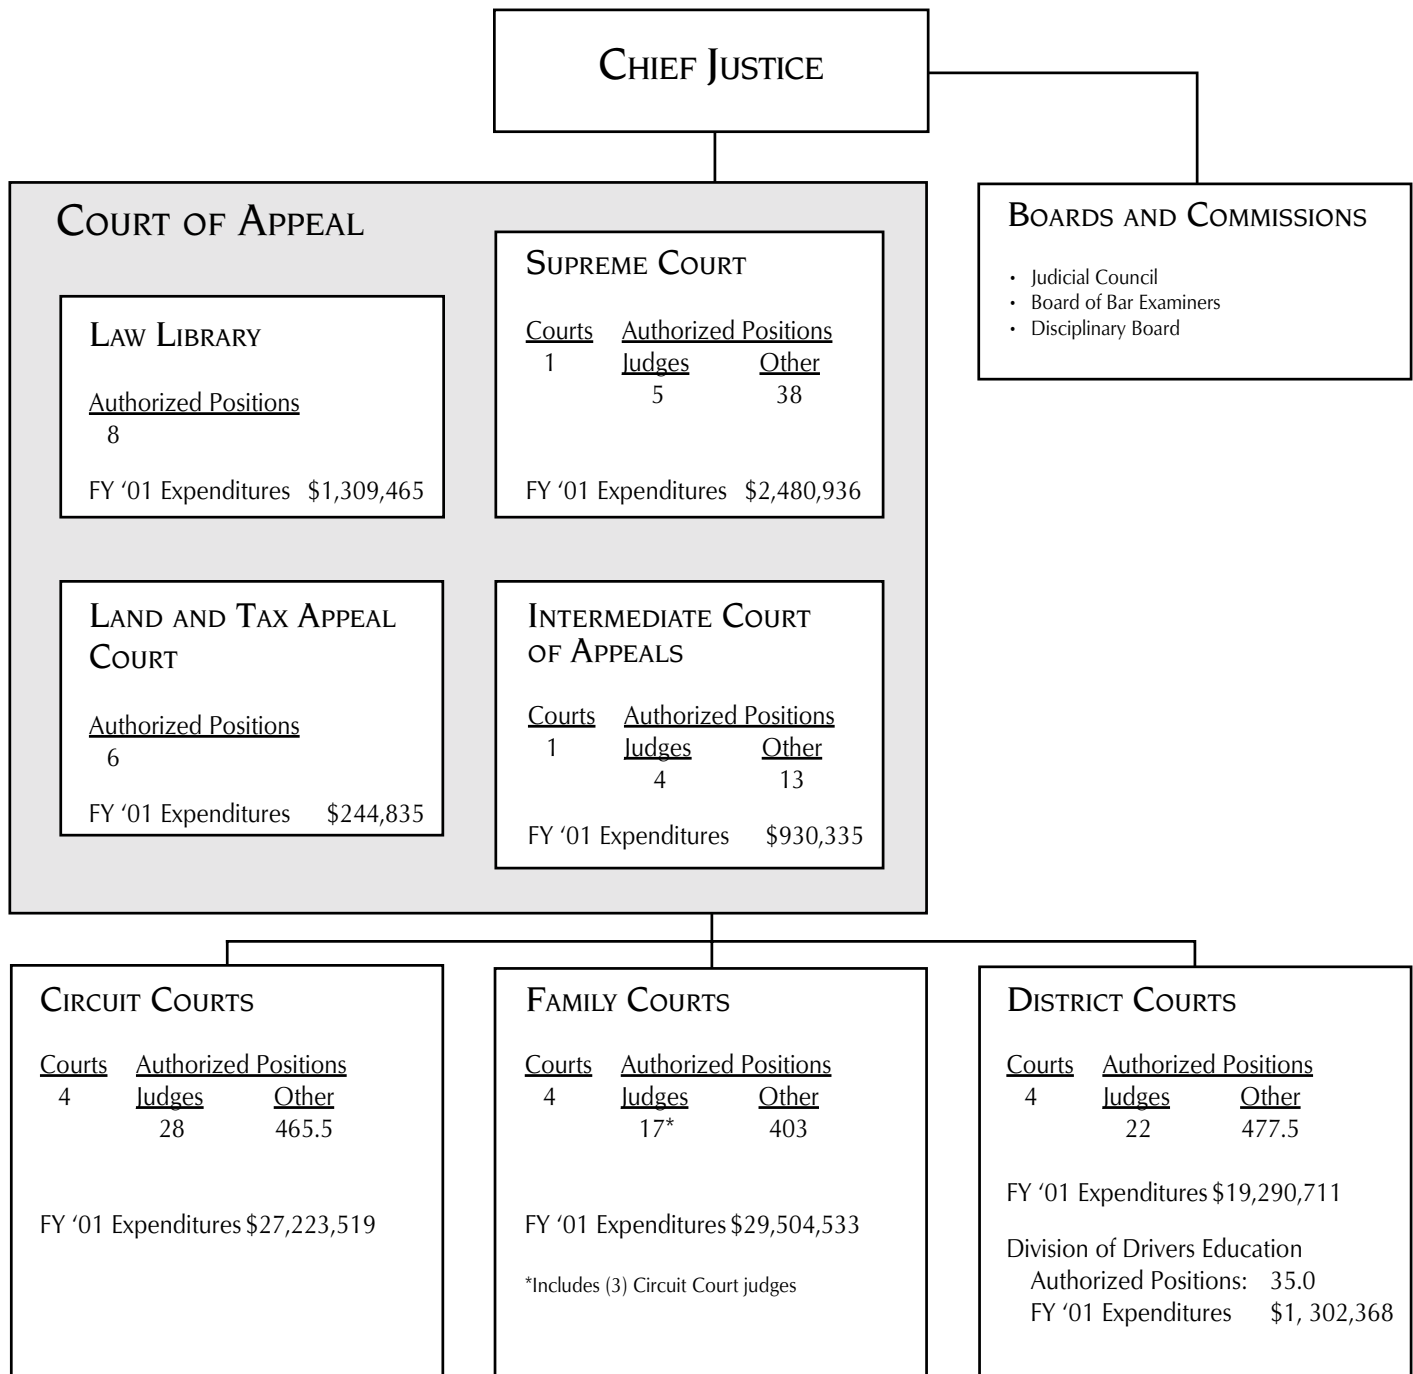 CHIEF JUSTICE
COURT OF APPEAL
LAW LIBRARY
Authorized Positions
8
FY ‘01 Expenditures $1,309,465
SUPREME COURT
Courts Authorized Positions
1 Judges Other
5 38
FY ‘01 Expenditures $2,480,936
LAND AND TAX APPEAL
COURT
Authorized Positions
6
FY ‘01 Expenditures $244,835
INTERMEDIATE COURT
OF APPEALS
Courts Authorized Positions
1 Judges Other
4 13
FY ‘01 Expenditures $930,335
BOARDS AND COMMISSIONS
• Judicial Council
• Board of Bar Examiners
• Disciplinary Board
CIRCUIT COURTS
Courts Authorized Positions
4 Judges Other
28 465.5
FY ‘01 Expenditures $27,223,519
FAMILY COURTS
Courts Authorized Positions
4 Judges Other
17* 403
FY ‘01 Expenditures $29,504,533
*Includes (3) Circuit Court judges
DISTRICT COURTS
Courts Authorized Positions
4 Judges Other
22 477.5
FY ‘01 Expenditures $19,290,711
Division of Drivers Education
Authorized Positions: 35.0
FY ‘01 Expenditures $1, 302,368